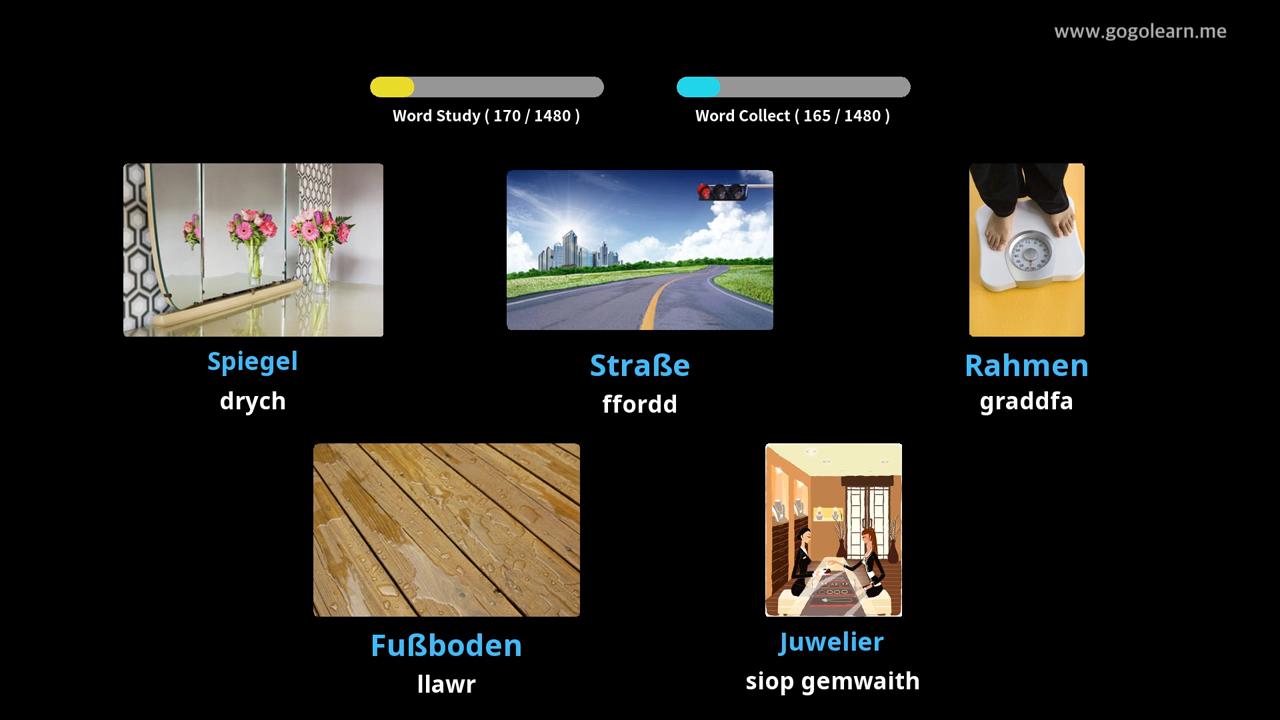 www.gogolearn.me
Word Study ( 170 / 1480 )
Word Collect ( 165 / 1480 )
Spiegel
drych
Straße
ffordd
Rahmen
graddfa
Fußboden
llawr
Juwelier
siop gemwaith